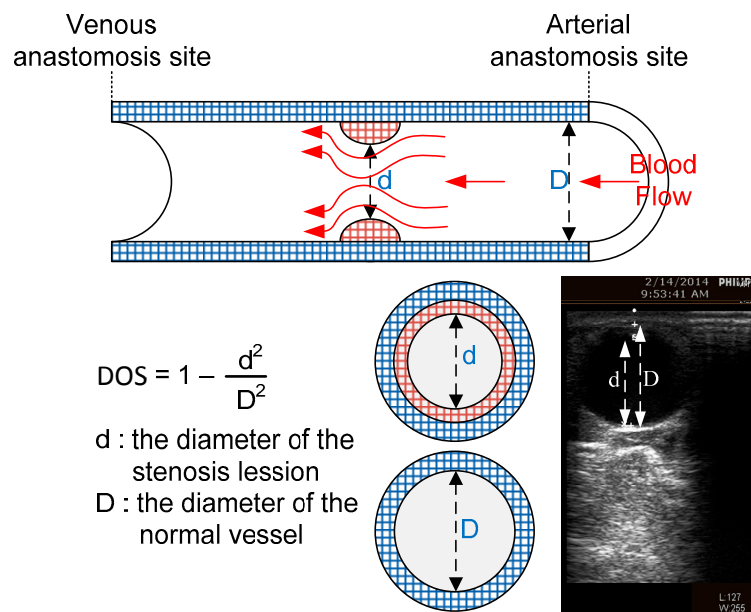 Venous
anastomosis site
Arterial
anastomosis site
d
D
Blood
Flow
2/14/2014
9:53:41 AM
d
d
D
DOS = 1 – d²
D²
d : the diameter of the
stenosis lession
D : the diameter of the
normal vessel
D
L:127
W:255